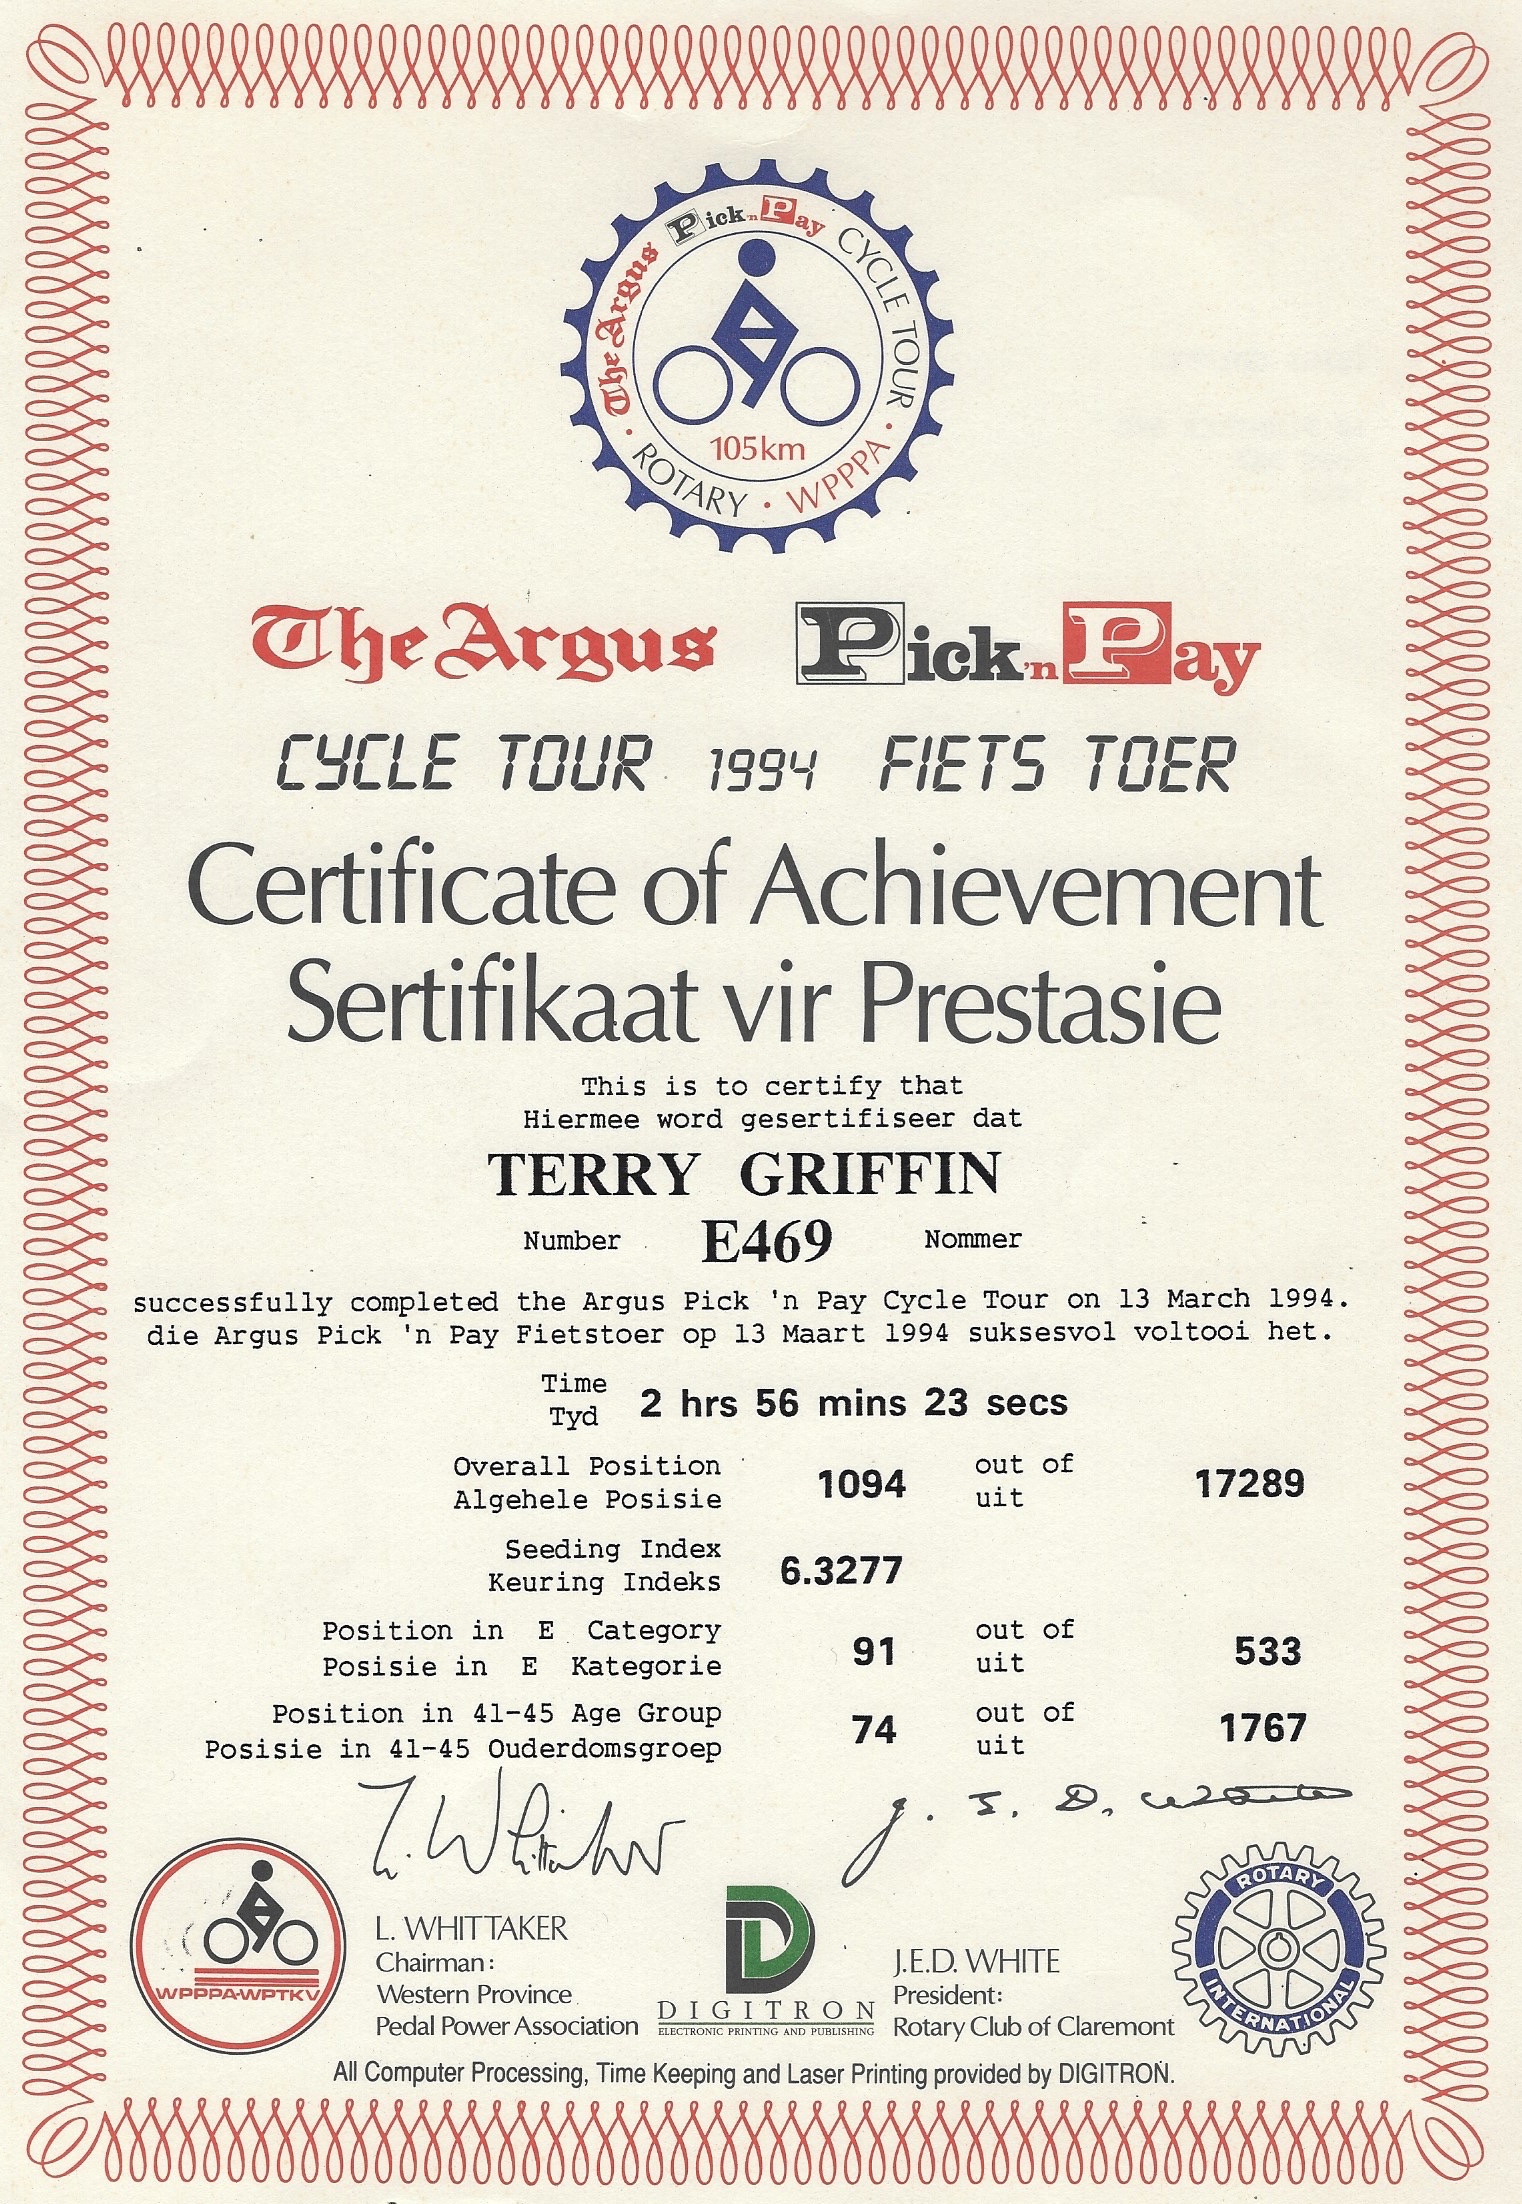 The Argus Pick 'n Pay CYCLE TOUR
105km
ROTARY · WPPPA
The Argus Pick 'n Pay
CYCLE TOUR 1994 FIETS TOER
Certificate of Achievement
Sertifikaat vir Prestasie
This is to certify that
Hiermee word gesertifiseer dat
TERRY GRIFFIN
Number E469 Nommer
successfully completed the Argus Pick 'n Pay Cycle Tour on 13 March 1994.
die Argus Pick 'n Pay Fietstoer op 13 Maart 1994 suksesvol voltooi het.
Time
Tyd
2 hrs 56 mins 23 secs
Overall Position 1094 out of 17289
Algehele Posisie uit
Seeding Index 6.3277
Keuring Indeks
Position in E Category 91 out of 533
Posisie in E Kategorie uit
Position in 41-45 Age Group 74 out of 1767
Posisie in 41-45 Ouderdomsgroep uit
L. Whittaker
J. E. D. White
WPPPA-WPTKV
L. WHITTAKER
Chairman:
Western Province
Pedal Power Association
DIGITRON
ELECTRONIC PRINTING AND PUBLISHING
J.E.D. WHITE
President:
Rotary Club of Claremont
ROTARY
INTERNATIONAL
All Computer Processing, Time Keeping and Laser Printing provided by DIGITRON.